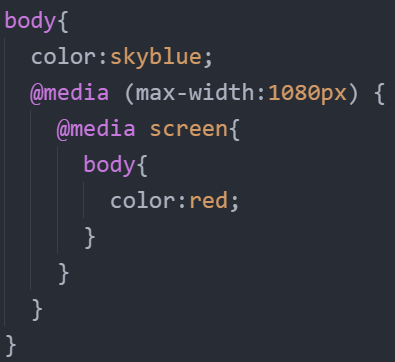 body{
color:skyblue;
@media (max-width:1080px) {
@media screen{
body{
color:red;
}
}
}
}